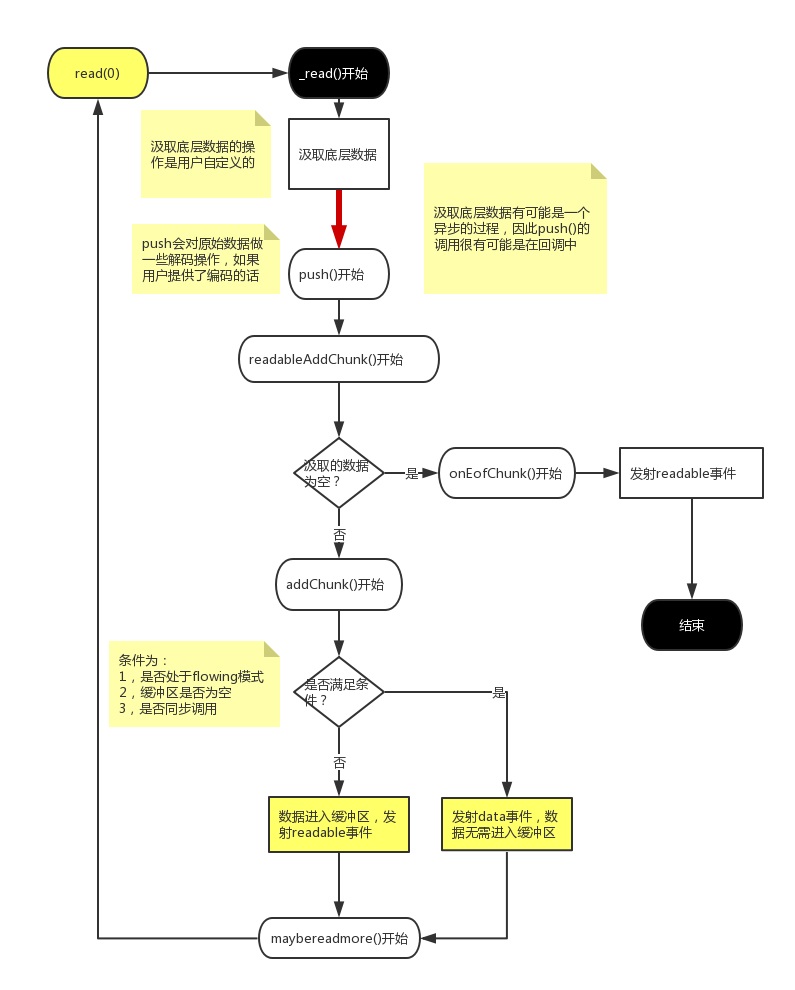 read(0)
_read()开始
汲取底层数据的操
作是用户自定义的
汲取底层数据
汲取底层数据有可能是一个
异步的过程，因此push()的
调用很有可能是在回调中
push会对原始数据做
一些解码操作，如果
用户提供了编码的话
push()开始
readableAddChunk()开始
汲取的数据
为空？
是
onEofChunk()开始
发射readable事件
否
addChunk()开始
结束
条件为：
1，是否处于flowing模式
2，缓冲区是否为空
3，是否同步调用
是否满足条
件？
是
否
数据进入缓冲区，发
射readable事件
发射data事件，数
据无需进入缓冲区
maybereadmore()开始